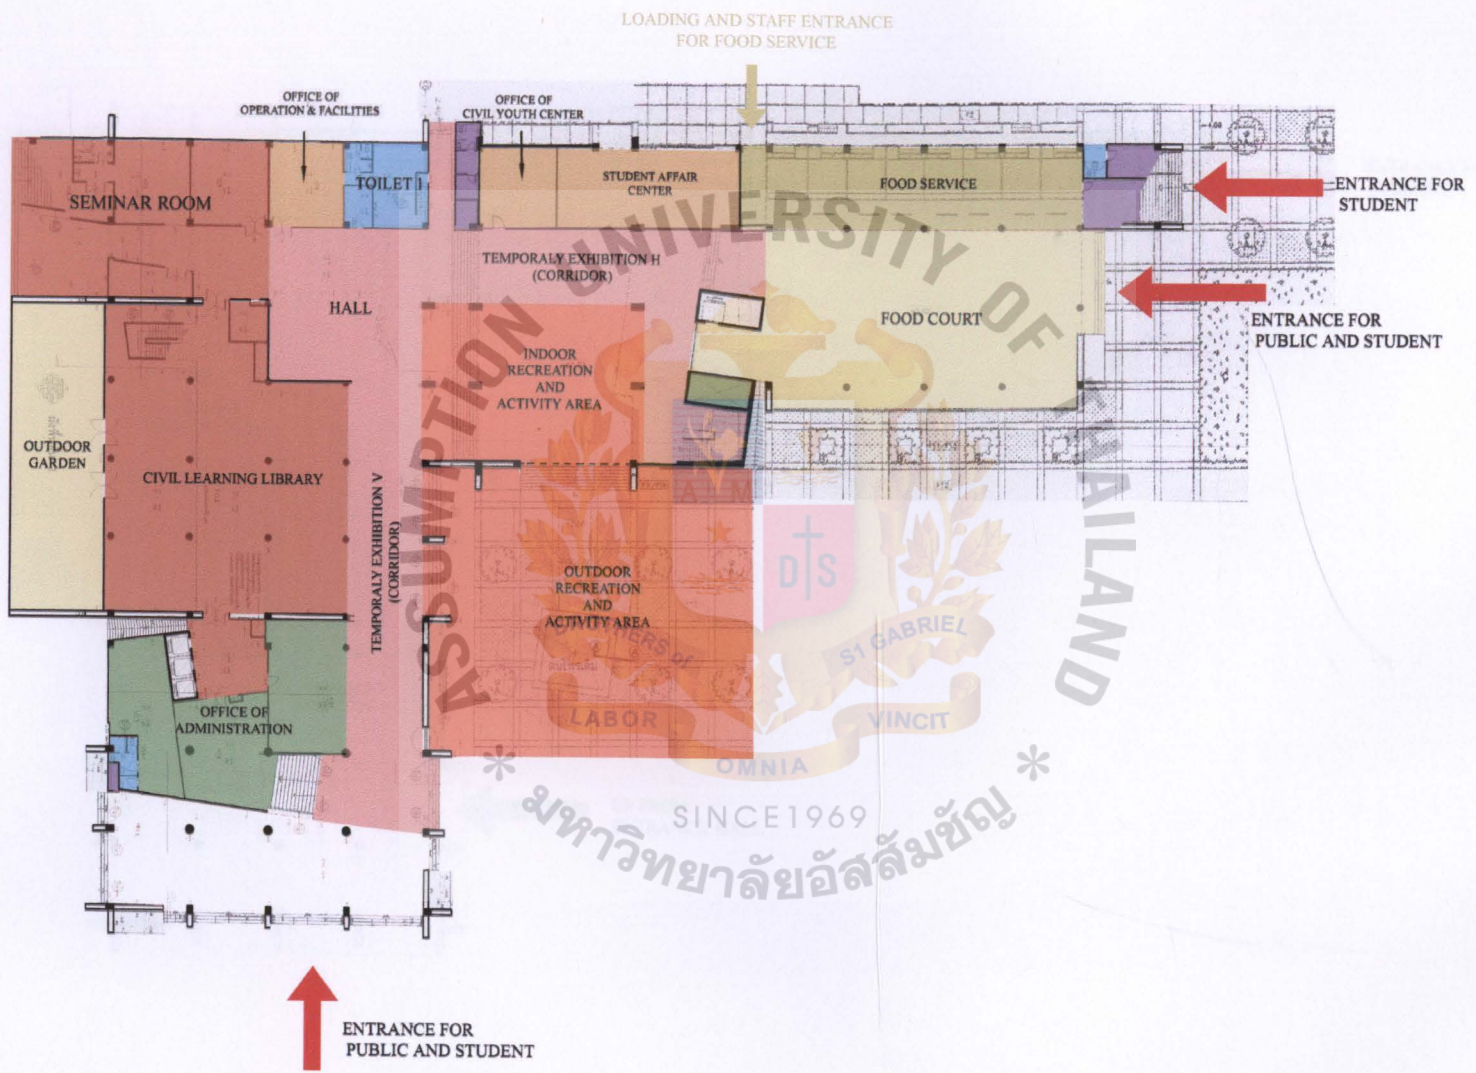 LOADING AND STAFF ENTRANCE
FOR FOOD SERVICE
OFFICE OF
OPERATION & FACILITIES
OFFICE OF
CIVIL YOUTH CENTER
SEMINAR ROOM
TOILET 1
STUDENT AFFAIR
CENTER
FOOD SERVICE
ENTRANCE FOR
STUDENT
TEMPORALY EXHIBITION H
(CORRIDOR)
HALL
FOOD COURT
ENTRANCE FOR
PUBLIC AND STUDENT
INDOOR
RECREATION
AND
ACTIVITY AREA
OUTDOOR
GARDEN
CIVIL LEARNING LIBRARY
TEMPORALY EXHIBITION V
(CORRIDOR)
OUTDOOR
RECREATION
AND
ACTIVITY AREA
OFFICE OF
ADMINISTRATION
ENTRANCE FOR
PUBLIC AND STUDENT
ASSUMPTION UNIVERSITY OF THAILAND
DS
BROTHERS of
ST GABRIEL
LABOR
OMNIA
VINCIT
SINCE1969
* มหาวิทยาลัยอัสสัมชัญ *